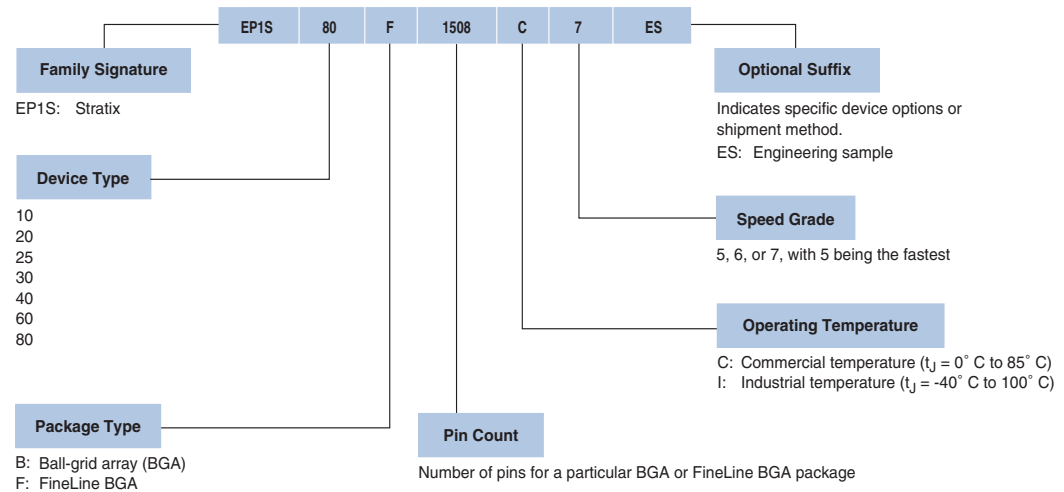 EP1S 80 F 1508 C 7 ES
Family Signature
EP1S: Stratix
Optional Suffix
Indicates specific device options or
shipment method.
ES: Engineering sample
Device Type
10
20
25
30
40
60
80
Speed Grade
5, 6, or 7, with 5 being the fastest
Operating Temperature
C: Commercial temperature (tJ = 0˚ C to 85˚ C)
I: Industrial temperature (tJ = -40˚ C to 100˚ C)
Package Type
B: Ball-grid array (BGA)
F: FineLine BGA
Pin Count
Number of pins for a particular BGA or FineLine BGA package